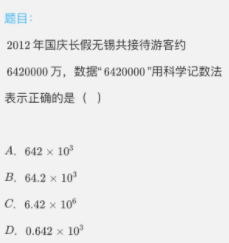 题目:
2012 年国庆长假无锡共接待游客约
6420000 万，数据“6420000”用科学记数法
表示正确的是（ ）
A. 642 × 10³
B. 64.2 × 10³
C. 6.42 × 10⁶
D. 0.642 × 10³